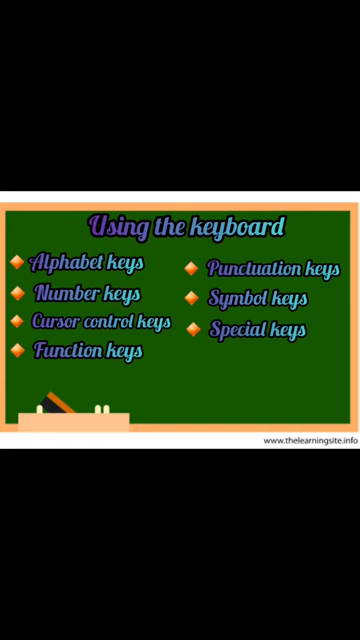 Using the keyboard
Alphabet keys
Number keys
Cursor control keys
Function keys
Punctuation keys
Symbol keys
Special keys
www.thelearningsite.info